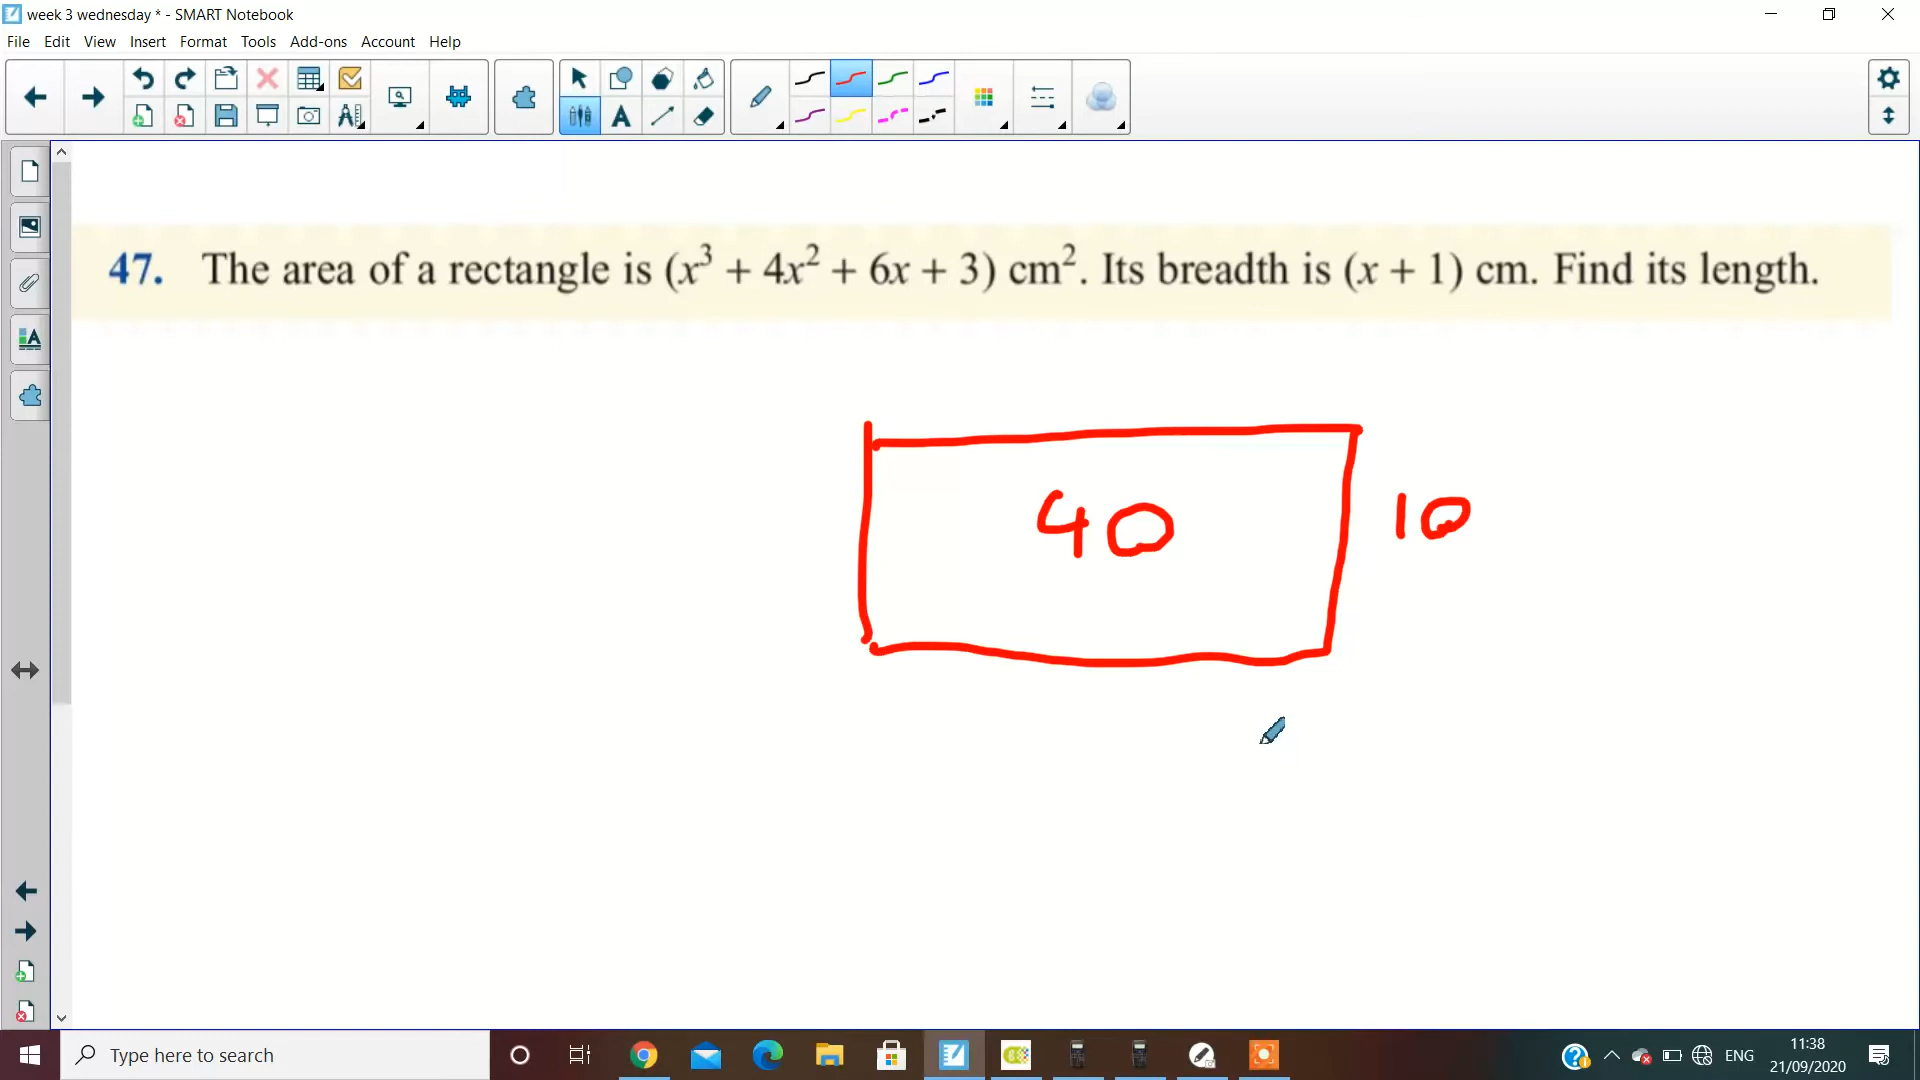 week 3 wednesday * - SMART Notebook
File Edit View Insert Format Tools Add-ons Account Help
47. The area of a rectangle is (x³ + 4x² + 6x + 3) cm². Its breadth is (x + 1) cm. Find its length.
40
10
Type here to search
ENG
11:38
21/09/2020